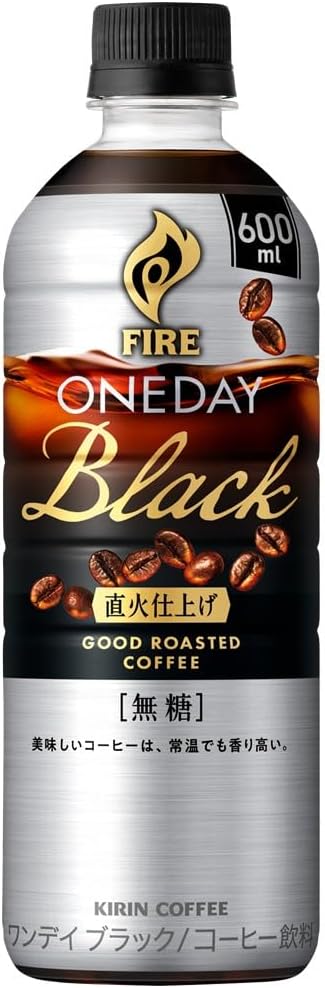 600
ml
FIRE
ONEDAY
Black
直火仕上げ
GOOD ROASTED
COFFEE
[無糖]
美味しいコーヒーは、常温でも香り高い。
KIRIN COFFEE
ワンデイ ブラック/コーヒー飲料